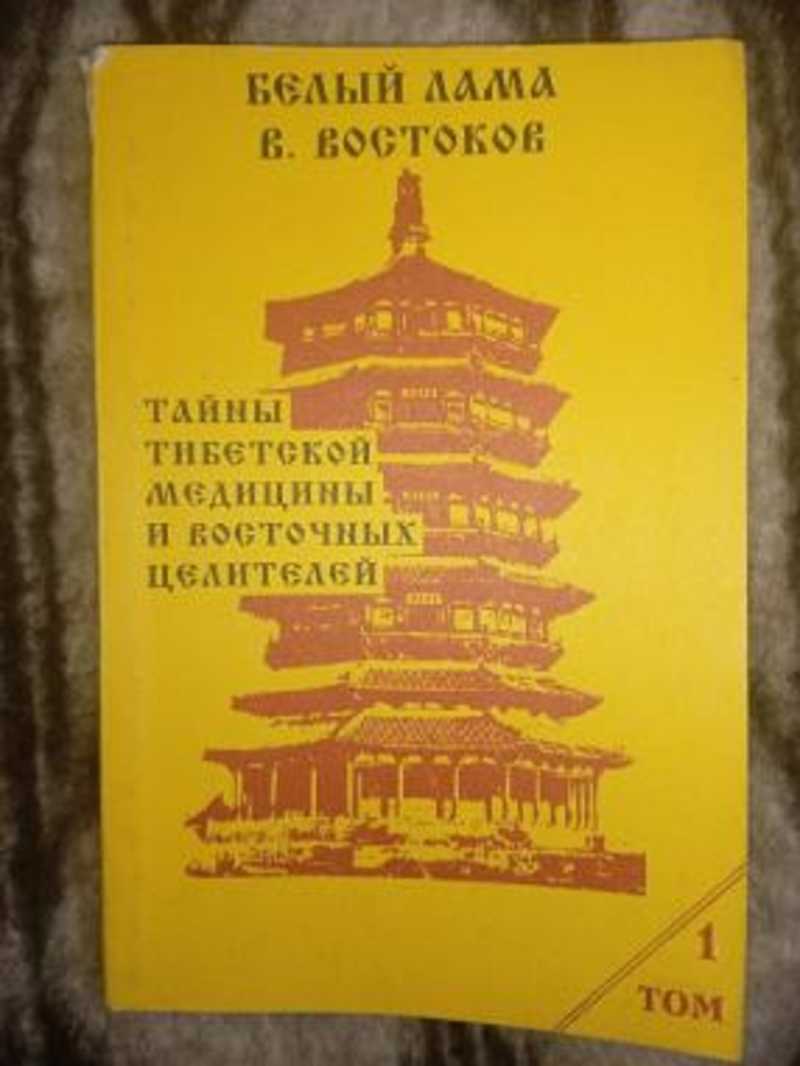 БЕЛЫЙ ЛАМА
В. ВОСТОКОВ
ТАЙНЫ
ТИБЕТСКОЙ
МЕДИЦИНЫ
И ВОСТОЧНЫХ
ЦЕЛИТЕЛЕЙ
1
ТОМ